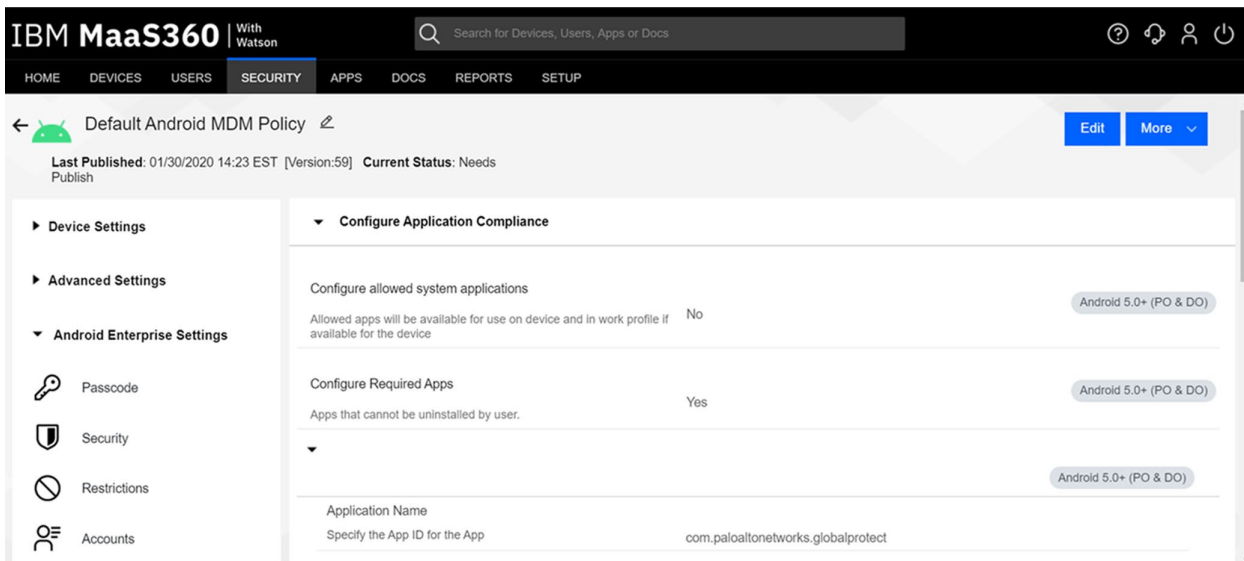 IBM MaaS360 | With Watson
Search for Devices, Users, Apps or Docs
HOME DEVICES USERS SECURITY APPS DOCS REPORTS SETUP
Default Android MDM Policy
Edit More
Last Published: 01/30/2020 14:23 EST [Version:59] Current Status: Needs
Publish
Device Settings
Advanced Settings
Android Enterprise Settings
Passcode
Security
Restrictions
Accounts
Configure Application Compliance
Configure allowed system applications
Allowed apps will be available for use on device and in work profile if
available for the device
No
Android 5.0+ (PO & DO)
Configure Required Apps
Apps that cannot be uninstalled by user.
Yes
Android 5.0+ (PO & DO)
Android 5.0+ (PO & DO)
Application Name
Specify the App ID for the App
com.paloaltonetworks.globalprotect